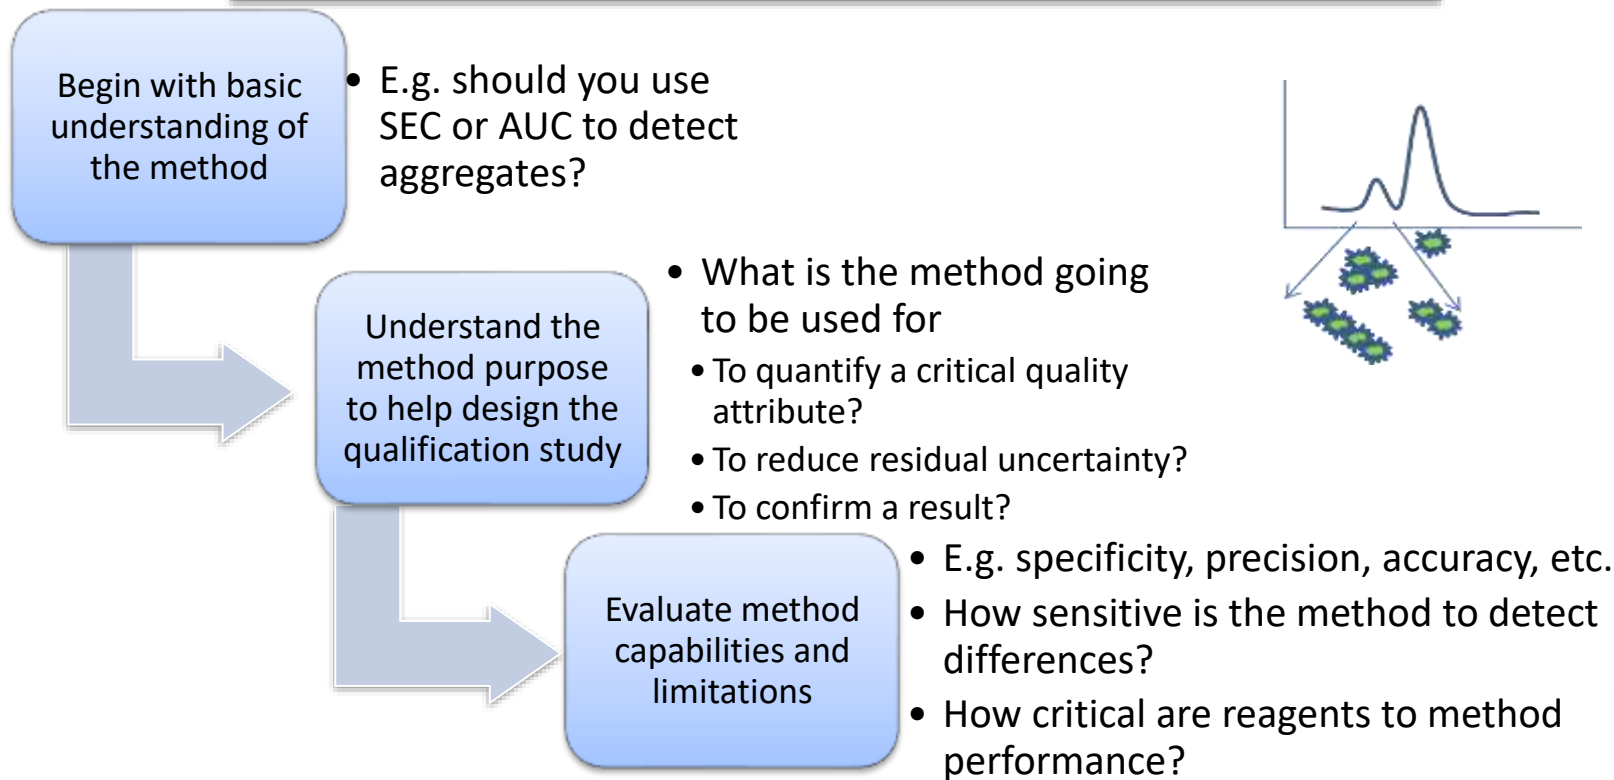 Begin with basic
understanding of
the method
• E.g. should you use
SEC or AUC to detect
aggregates?
Understand the
method purpose
to help design the
qualification study
• What is the method going
to be used for
• To quantify a critical quality
attribute?
• To reduce residual uncertainty?
• To confirm a result?
Evaluate method
capabilities and
limitations
• E.g. specificity, precision, accuracy, etc.
• How sensitive is the method to detect
differences?
• How critical are reagents to method
performance?